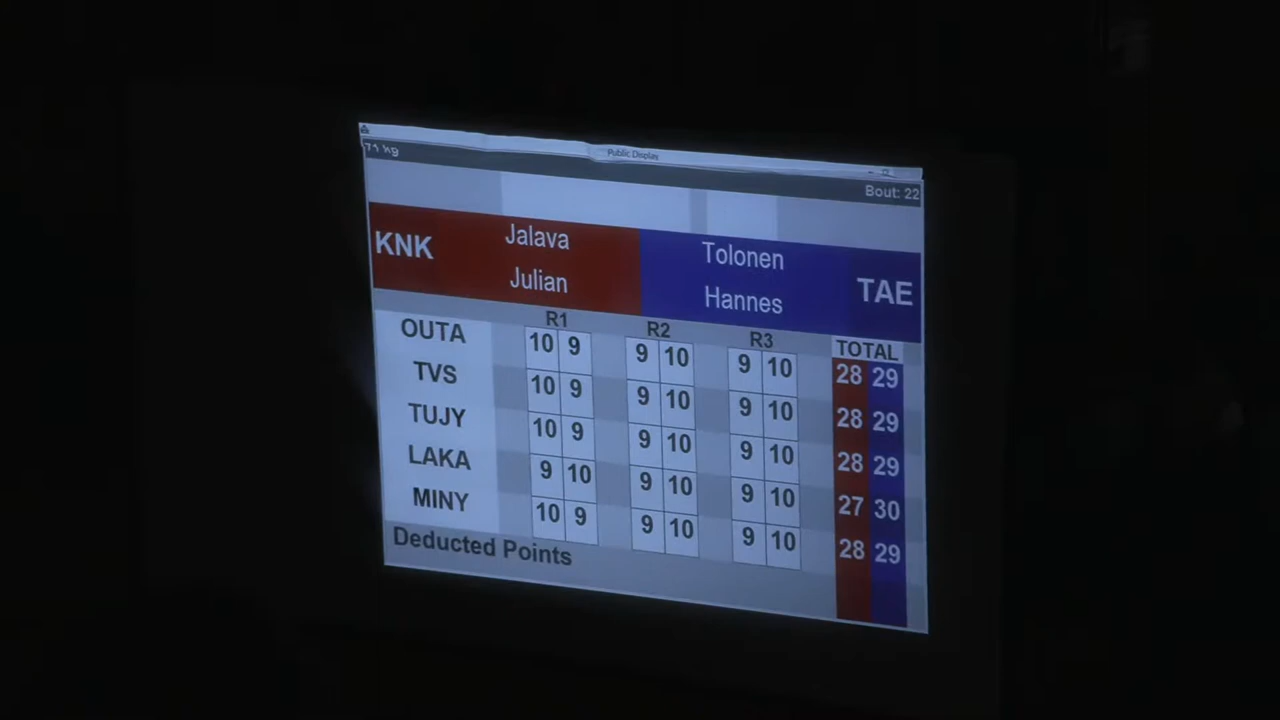 Public Display
Bout: 22
KNK Jalava Julian
Tolonen Hannes TAE
R1 R2 R3 TOTAL
OUTA 10 9 9 10 9 10 28 29
TVS 10 9 9 10 9 10 28 29
TUJY 10 9 9 10 9 10 28 29
LAKA 9 10 9 10 9 10 27 30
MINY 10 9 9 10 9 10 28 29
Deducted Points